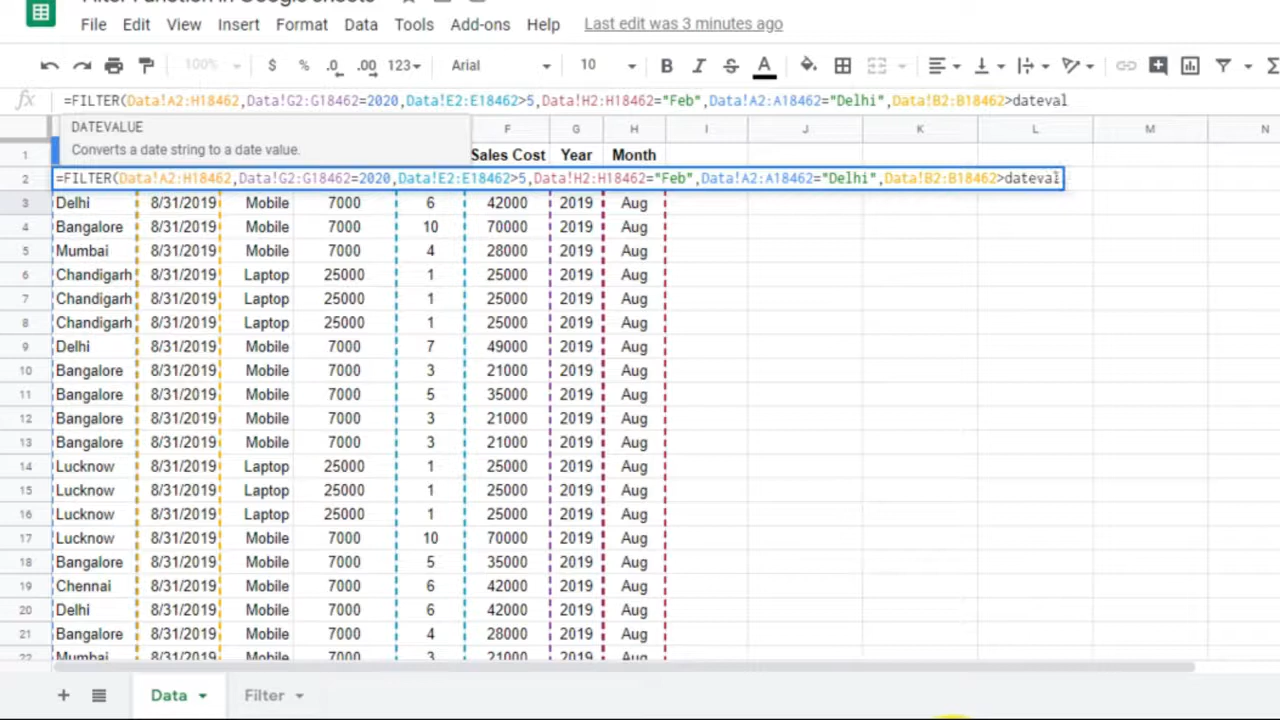 Filter Function in Google sheets
File Edit View Insert Format Data Tools Add-ons Help Last edit was 3 minutes ago
100% $ % .0 .00 123 Arial 10 B I S A Σ
fx =FILTER(Data!A2:H18462,Data!G2:G18462=2020,Data!E2:E18462>5,Data!H2:H18462="Feb",Data!A2:A18462="Delhi",Data!B2:B18462>dateval
DATEVALUE
Converts a date string to a date value.
F G H I J K L M N
1 Sales Cost Year Month
2 =FILTER(Data!A2:H18462,Data!G2:G18462=2020,Data!E2:E18462>5,Data!H2:H18462="Feb",Data!A2:A18462="Delhi",Data!B2:B18462>dateval
3 Delhi 8/31/2019 Mobile 7000 6 42000 2019 Aug
4 Bangalore 8/31/2019 Mobile 7000 10 70000 2019 Aug
5 Mumbai 8/31/2019 Mobile 7000 4 28000 2019 Aug
6 Chandigarh 8/31/2019 Laptop 25000 1 25000 2019 Aug
7 Chandigarh 8/31/2019 Laptop 25000 1 25000 2019 Aug
8 Chandigarh 8/31/2019 Laptop 25000 1 25000 2019 Aug
9 Delhi 8/31/2019 Mobile 7000 7 49000 2019 Aug
10 Bangalore 8/31/2019 Mobile 7000 3 21000 2019 Aug
11 Bangalore 8/31/2019 Mobile 7000 5 35000 2019 Aug
12 Bangalore 8/31/2019 Mobile 7000 3 21000 2019 Aug
13 Bangalore 8/31/2019 Mobile 7000 3 21000 2019 Aug
14 Lucknow 8/31/2019 Laptop 25000 1 25000 2019 Aug
15 Lucknow 8/31/2019 Laptop 25000 1 25000 2019 Aug
16 Lucknow 8/31/2019 Laptop 25000 1 25000 2019 Aug
17 Lucknow 8/31/2019 Mobile 7000 10 70000 2019 Aug
18 Bangalore 8/31/2019 Mobile 7000 5 35000 2019 Aug
19 Chennai 8/31/2019 Mobile 7000 6 42000 2019 Aug
20 Delhi 8/31/2019 Mobile 7000 6 42000 2019 Aug
21 Bangalore 8/31/2019 Mobile 7000 4 28000 2019 Aug
22 Mumbai 8/31/2019 Mobile 7000 3 21000 2019 Aug
Data Filter